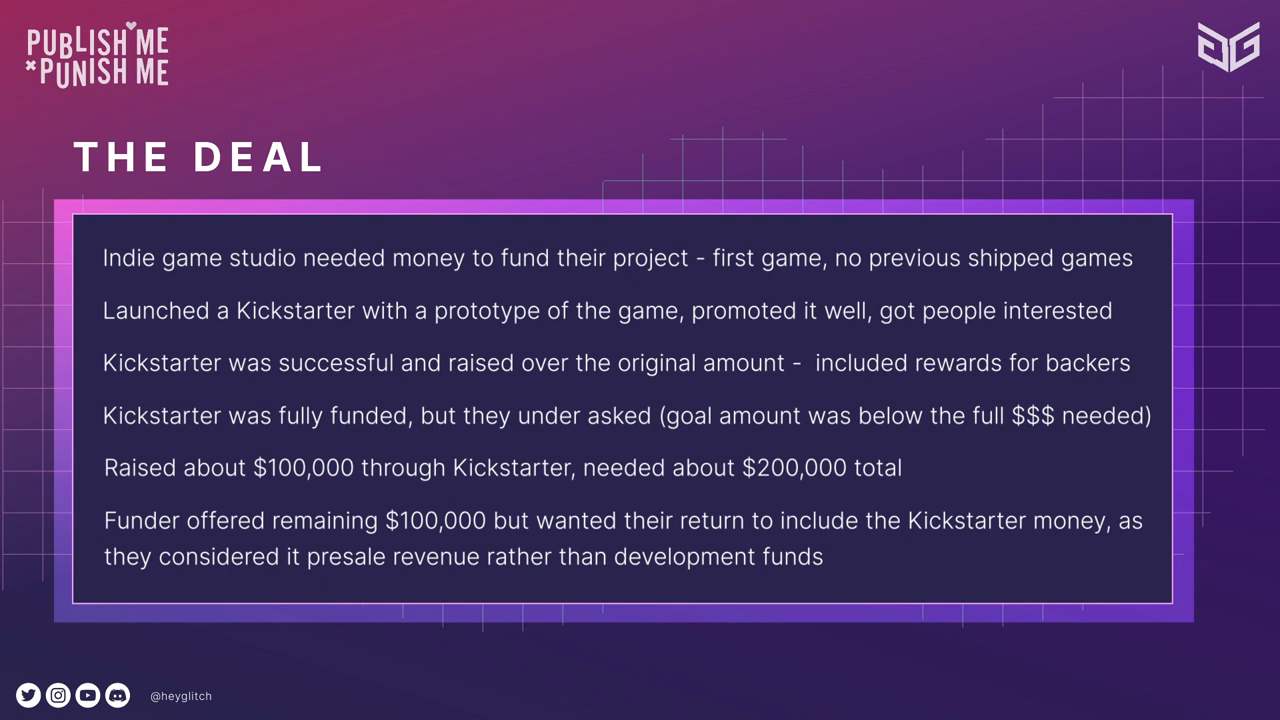 PUBLISH ME
PUNISH ME
THE DEAL
Indie game studio needed money to fund their project - first game, no previous shipped games
Launched a Kickstarter with a prototype of the game, promoted it well, got people interested
Kickstarter was successful and raised over the original amount -  included rewards for backers
Kickstarter was fully funded, but they under asked (goal amount was below the full $$$ needed)
Raised about $100,000 through Kickstarter, needed about $200,000 total
Funder offered remaining $100,000 but wanted their return to include the Kickstarter money, as
they considered it presale revenue rather than development funds
@heyglitch